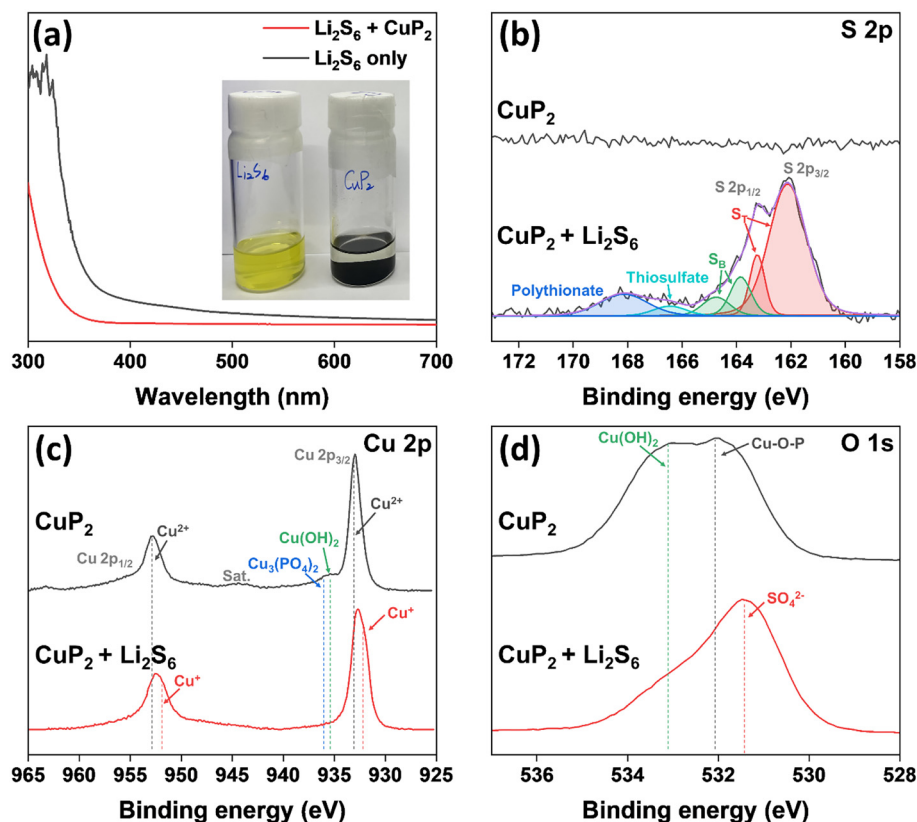 (a)
Li₂S₆ + CuP₂
Li₂S₆ only
Li₂S₆
CuP₂
300 400 500 600 700
Wavelength (nm)
(b)
S 2p
CuP₂
S 2p₁/₂
S 2p₃/₂
CuP₂ + Li₂S₆
S_T
S_B
Thiosulfate
Polythionate
172 170 168 166 164 162 160 158
Binding energy (eV)
(c)
Cu 2p
Cu 2p₃/₂
CuP₂
Cu²⁺
Cu²⁺
Cu(OH)₂
Cu 2p₁/₂
Cu₃(PO₄)₂
Sat.
Cu⁺
CuP₂ + Li₂S₆
Cu⁺
965 960 955 950 945 940 935 930 925
Binding energy (eV)
(d)
O 1s
Cu(OH)₂
Cu-O-P
CuP₂
SO₄²⁻
CuP₂ + Li₂S₆
536 534 532 530 528
Binding energy (eV)